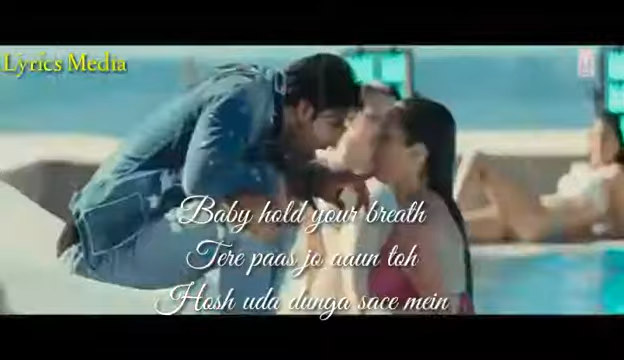 Lyrics Media
Baby hold your breath
Tere paas jo aaun toh
Hosh uda dunga sace mein